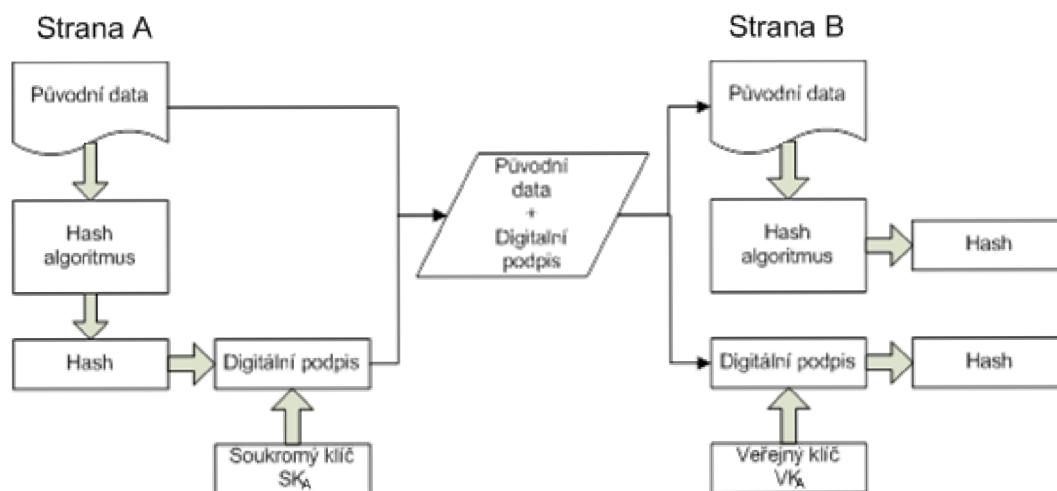 Strana A
Původní data
Hash
algoritmus
Hash
Digitální podpis
Soukromý klíč
SKA
Původní
data
+
Digitalní
podpis
Strana B
Původní data
Hash
algoritmus
Hash
Digitální podpis
Hash
Veřejný klíč
VKA